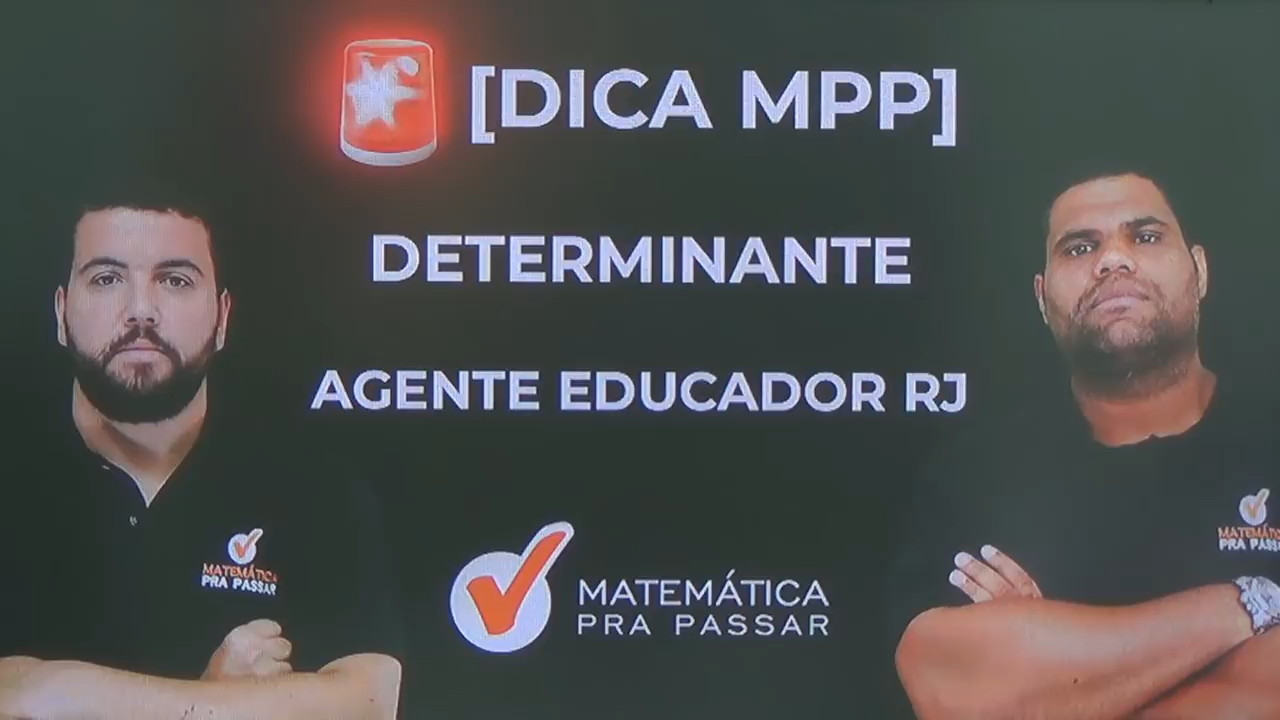 [DICA MPP]
DETERMINANTE
AGENTE EDUCADOR RJ
MATEMÁTICA
PRA PASSAR
MATEMÁTICA
PRA PASSAR
MATEMÁTICA
PRA PASSAR